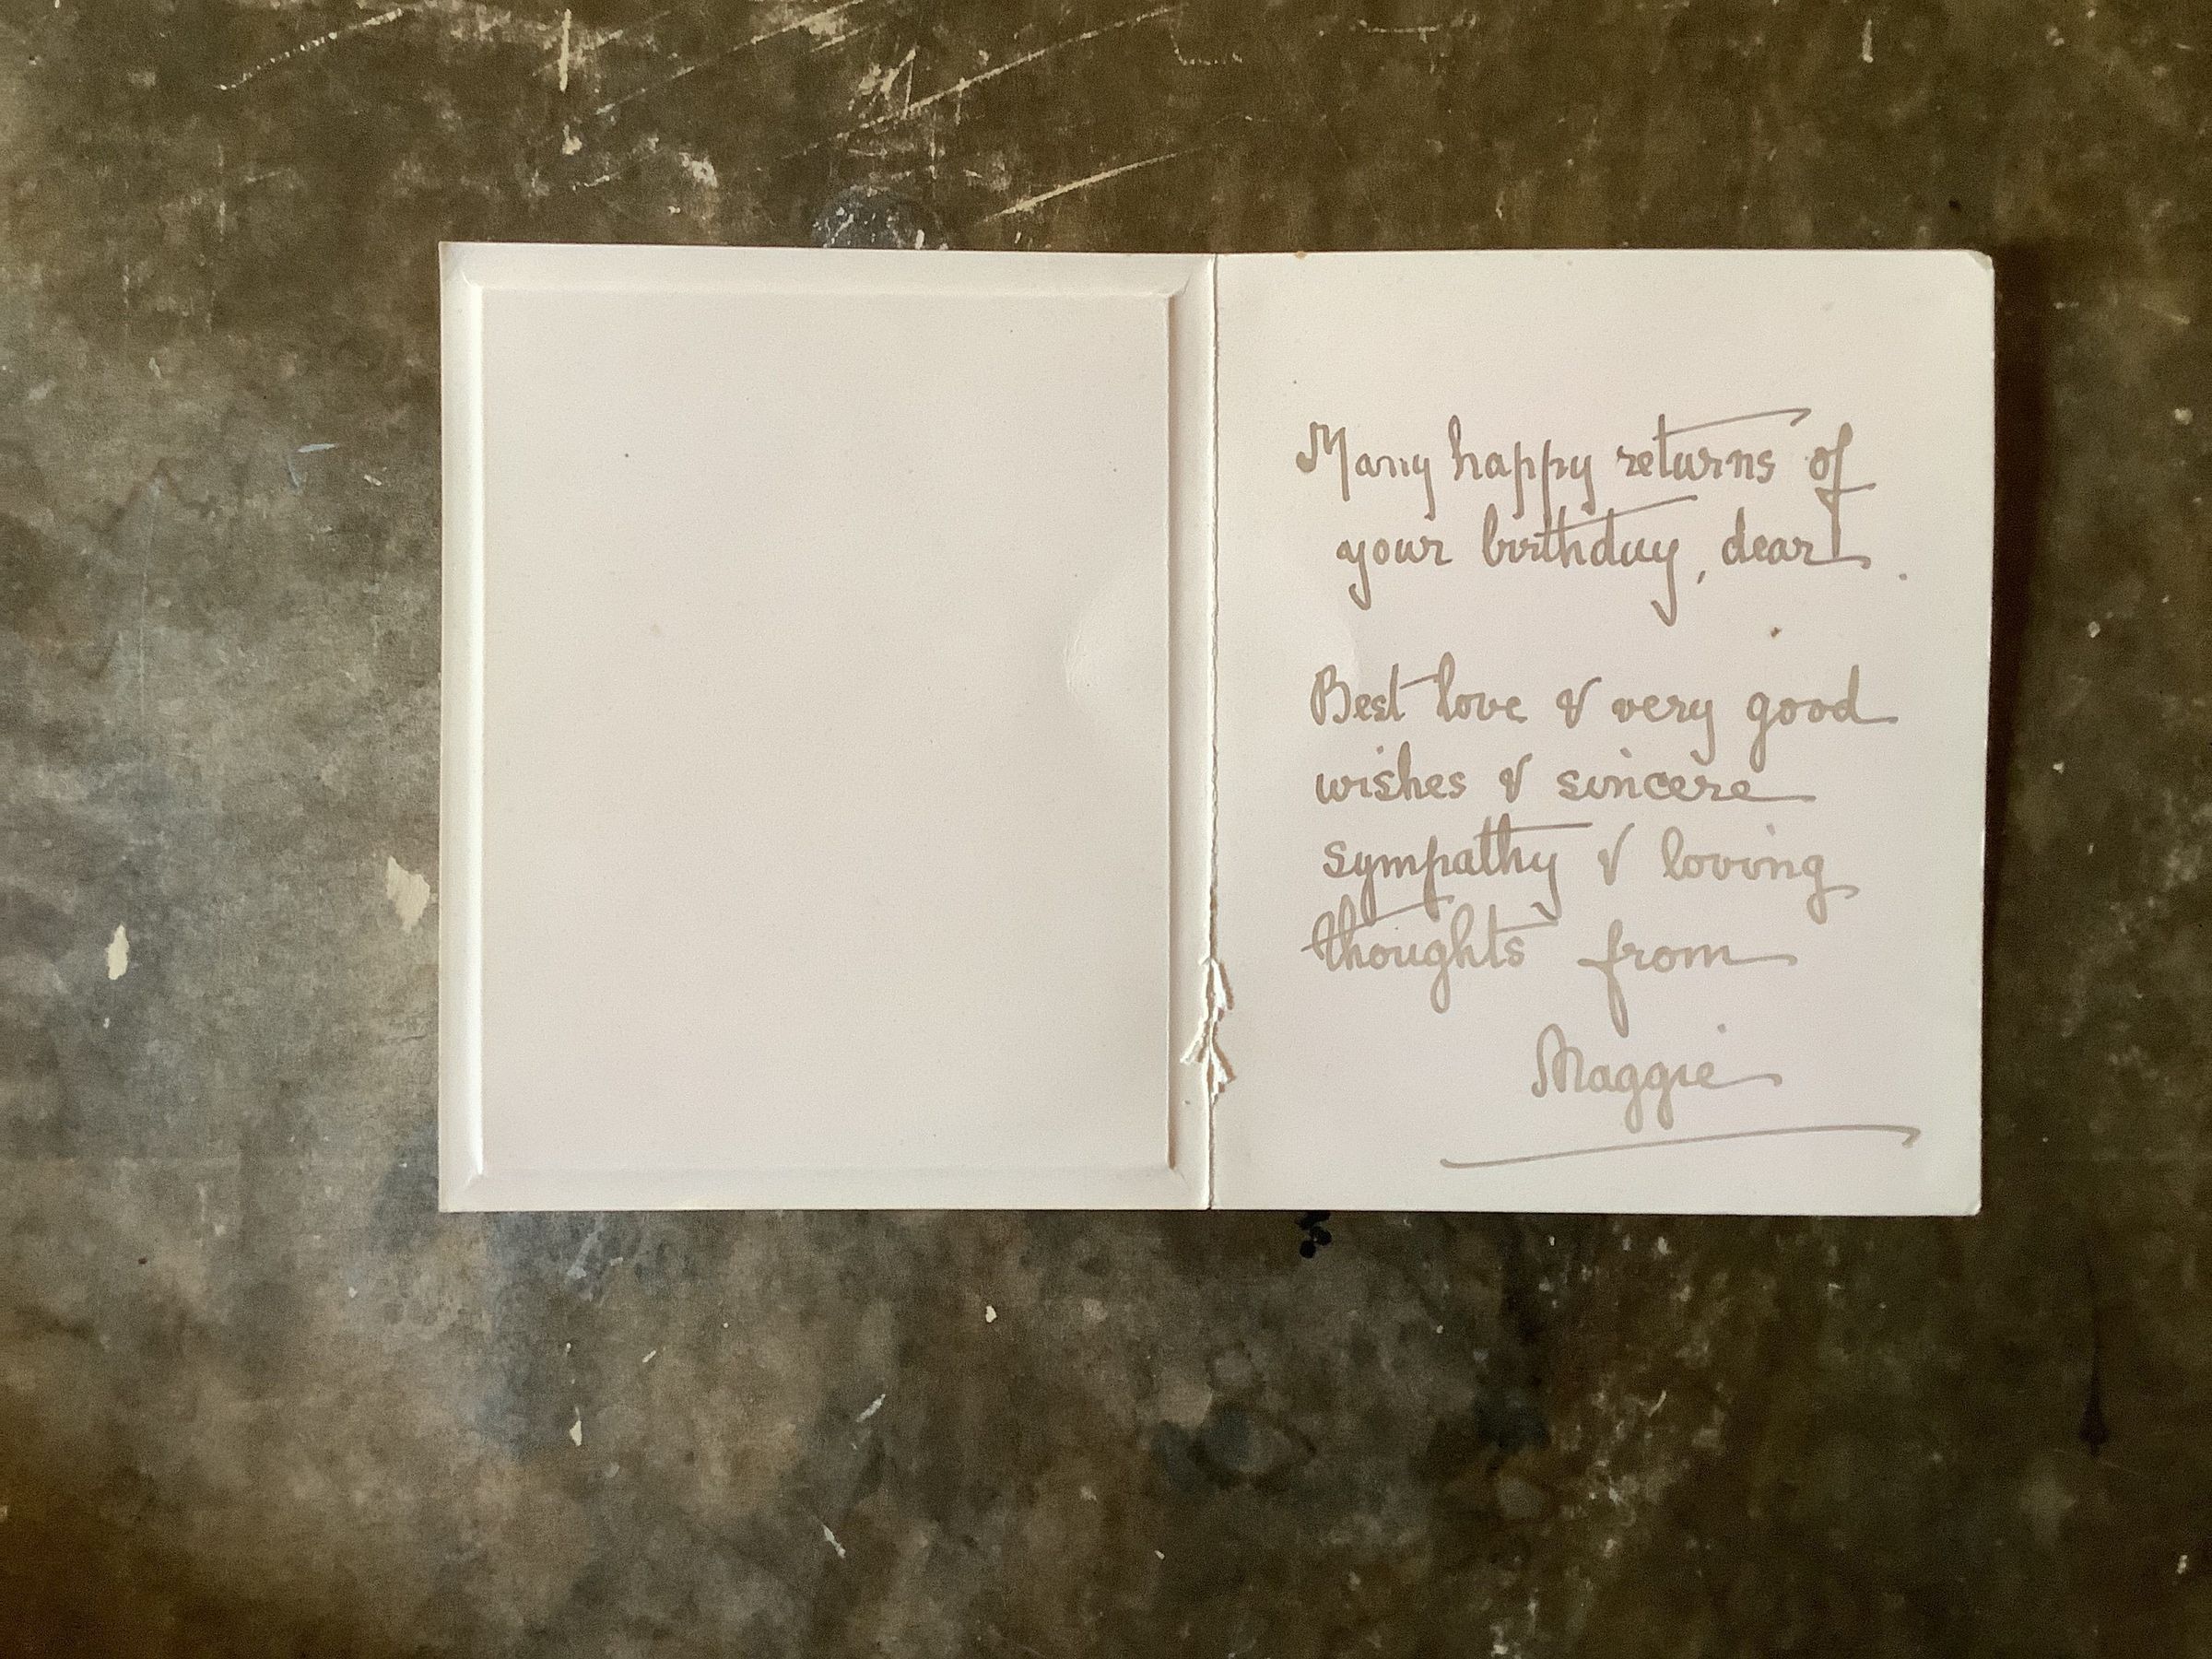 Many happy returns of
your birthday, dear.
Best love & very good
wishes & sincere
sympathy & loving
thoughts from
Maggie